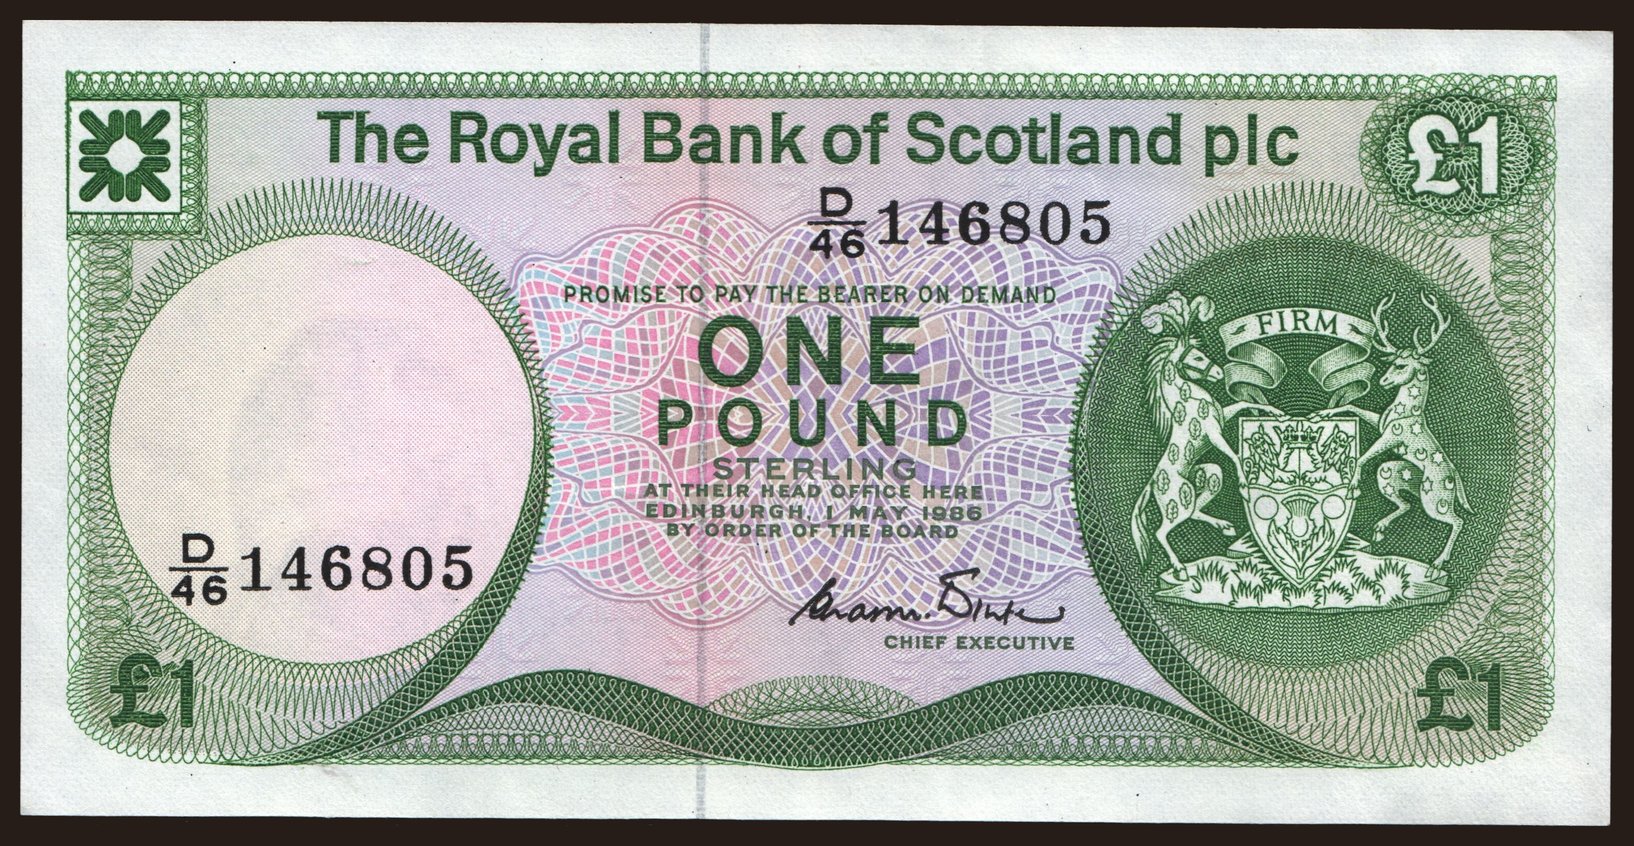 The Royal Bank of Scotland plc
£1
D/46 146805
PROMISE TO PAY THE BEARER ON DEMAND
ONE
POUND
STERLING
AT THEIR HEAD OFFICE HERE
EDINBURGH, 1 MAY 1986
BY ORDER OF THE BOARD
CHIEF EXECUTIVE
FIRM
D/46 146805
£1
£1